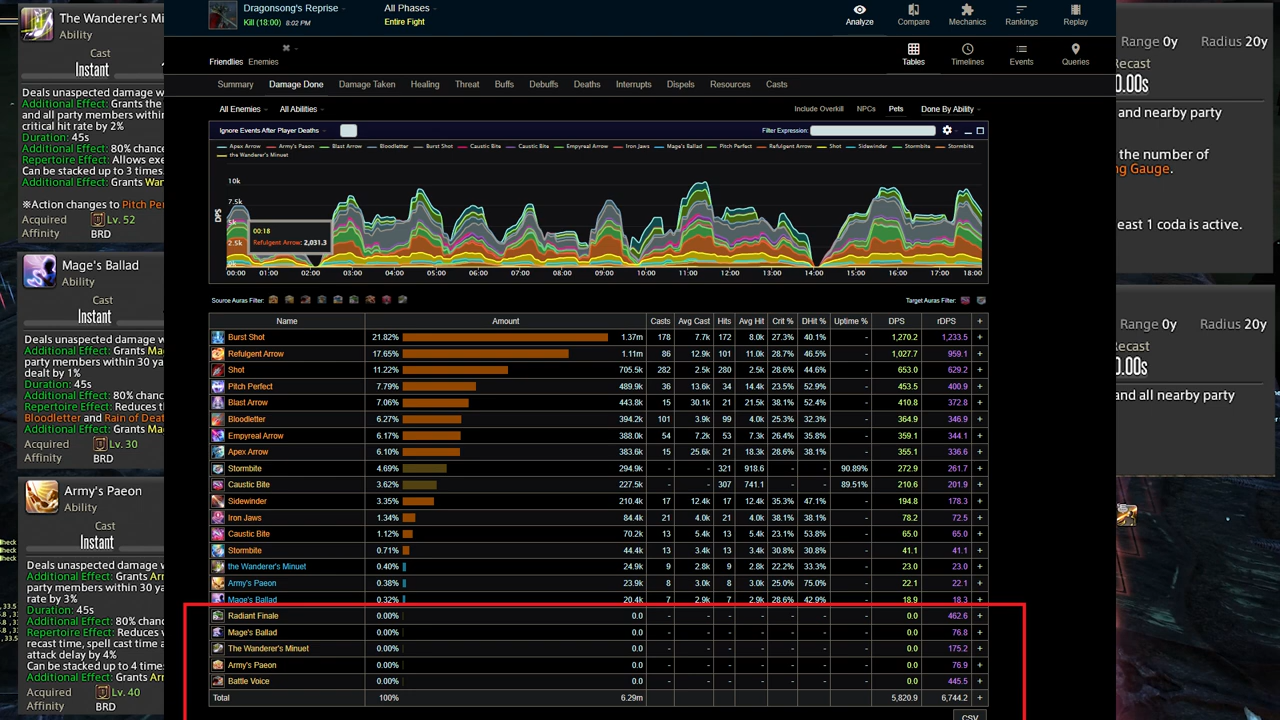 The Wanderer's Mi
Ability
Cast
Instant
Deals unaspected damage w
Additional Effect: Grants the
and all party members within
critical hit rate by 2%
Duration: 45s
Additional Effect: 80% chance
Repertoire Effect: Allows exe
Can be stacked up to 3 times.
Additional Effect: Grants Wan
※Action changes to Pitch Per
Acquired Lv. 52
Affinity BRD
Mage's Ballad
Ability
Cast
Instant
Deals unaspected damage w
Additional Effect: Grants Mag
party members within 30 ya
dealt by 1%
Duration: 45s
Additional Effect: 80% chance
Repertoire Effect: Reduces th
Bloodletter and Rain of Deat
Additional Effect: Grants Mag
Acquired Lv. 30
Affinity BRD
Army's Paeon
Ability
Cast
Instant
Deals unaspected damage w
Additional Effect: Grants Arm
party members within 30 ya
rate by 3%
Duration: 45s
Additional Effect: 80% chance
Repertoire Effect: Reduces w
recast time, spell cast time a
attack delay by 4%
Can be stacked up to 4 times
Additional Effect: Grants Arm
Acquired Lv. 40
Affinity BRD
Dragonsong's Reprise All Phases
Kill (18:00) 8:02 PM Entire Fight
Analyze Compare Mechanics Rankings Replay
Friendlies Enemies
Tables Timelines Events Queries
Summary Damage Done Damage Taken Healing Threat Buffs Debuffs Deaths Interrupts Dispels Resources Casts
All Enemies All Abilities Include Overkill NPCs Pets Done By Ability
Ignore Events After Player Deaths Filter Expression:
Apex Arrow Army's Paeon Blast Arrow Bloodletter Burst Shot Caustic Bite Caustic Bite Empyreal Arrow Iron Jaws Mage's Ballad Pitch Perfect Refulgent Arrow Shot Sidewinder Stormbite Stormbite
the Wanderer's Minuet
DPS
10k
7.5k
5k
2.5k
00:18
Refulgent Arrow: 2,031.3
00:00 01:00 02:00 03:00 04:00 05:00 06:00 07:00 08:00 09:00 10:00 11:00 12:00 13:00 14:00 15:00 16:00 17:00 18:00
Source Auras Filter: Target Auras Filter:
Name Amount Casts Avg Cast Hits Avg Hit Crit % DHit % Uptime % DPS rDPS +
Burst Shot 21.82% 1.37m 178 7.7k 172 8.0k 27.3% 40.1% - 1,270.2 1,233.5 +
Refulgent Arrow 17.65% 1.11m 86 12.9k 101 11.0k 28.7% 46.5% - 1,027.7 959.1 +
Shot 11.22% 705.5k 282 2.5k 280 2.5k 28.6% 44.6% - 653.0 629.2 +
Pitch Perfect 7.79% 489.9k 36 13.6k 34 14.4k 23.5% 52.9% - 453.5 400.9 +
Blast Arrow 7.06% 443.8k 15 30.1k 21 21.5k 38.1% 52.4% - 410.8 372.8 +
Bloodletter 6.27% 394.2k 101 3.9k 99 4.0k 25.3% 32.3% - 364.9 346.9 +
Empyreal Arrow 6.17% 388.0k 54 7.2k 53 7.3k 26.4% 35.8% - 359.1 344.1 +
Apex Arrow 6.10% 383.6k 15 25.6k 21 18.3k 28.6% 38.1% - 355.1 336.6 +
Stormbite 4.69% 294.9k - - 321 918.6 - - 90.89% 272.9 261.7 +
Caustic Bite 3.62% 227.5k - - 307 741.1 - - 89.51% 210.6 201.9 +
Sidewinder 3.35% 210.4k 17 12.4k 17 12.4k 35.3% 47.1% - 194.8 178.3 +
Iron Jaws 1.34% 84.4k 21 4.0k 21 4.0k 38.1% 38.1% - 78.2 72.5 +
Caustic Bite 1.12% 70.2k 13 5.4k 13 5.4k 23.1% 53.8% - 65.0 65.0 +
Stormbite 0.71% 44.4k 13 3.4k 13 3.4k 30.8% 30.8% - 41.1 41.1 +
the Wanderer's Minuet 0.40% 24.9k 9 2.8k 9 2.8k 22.2% 33.3% - 23.0 23.0 +
Army's Paeon 0.38% 23.9k 8 3.0k 8 3.0k 25.0% 75.0% - 22.1 22.1 +
Mage's Ballad 0.32% 20.4k 7 2.9k 7 2.9k 28.6% 42.9% - 18.9 18.3 +
Radiant Finale 0.00% 0.0 - - - - - - - 0.0 462.6 +
Mage's Ballad 0.00% 0.0 - - - - - - - 0.0 76.8 +
The Wanderer's Minuet 0.00% 0.0 - - - - - - - 0.0 175.2 +
Army's Paeon 0.00% 0.0 - - - - - - - 0.0 76.9 +
Battle Voice 0.00% 0.0 - - - - - - - 0.0 445.5 +
Total 100% 6.29m 5,820.9 6,744.2 +
CSV
Range 0y Radius 20y
Recast
0.00s
and nearby party
the number of
ng Gauge.
east 1 coda is active.
Range 0y Radius 20y
Recast
0.00s
and all nearby party